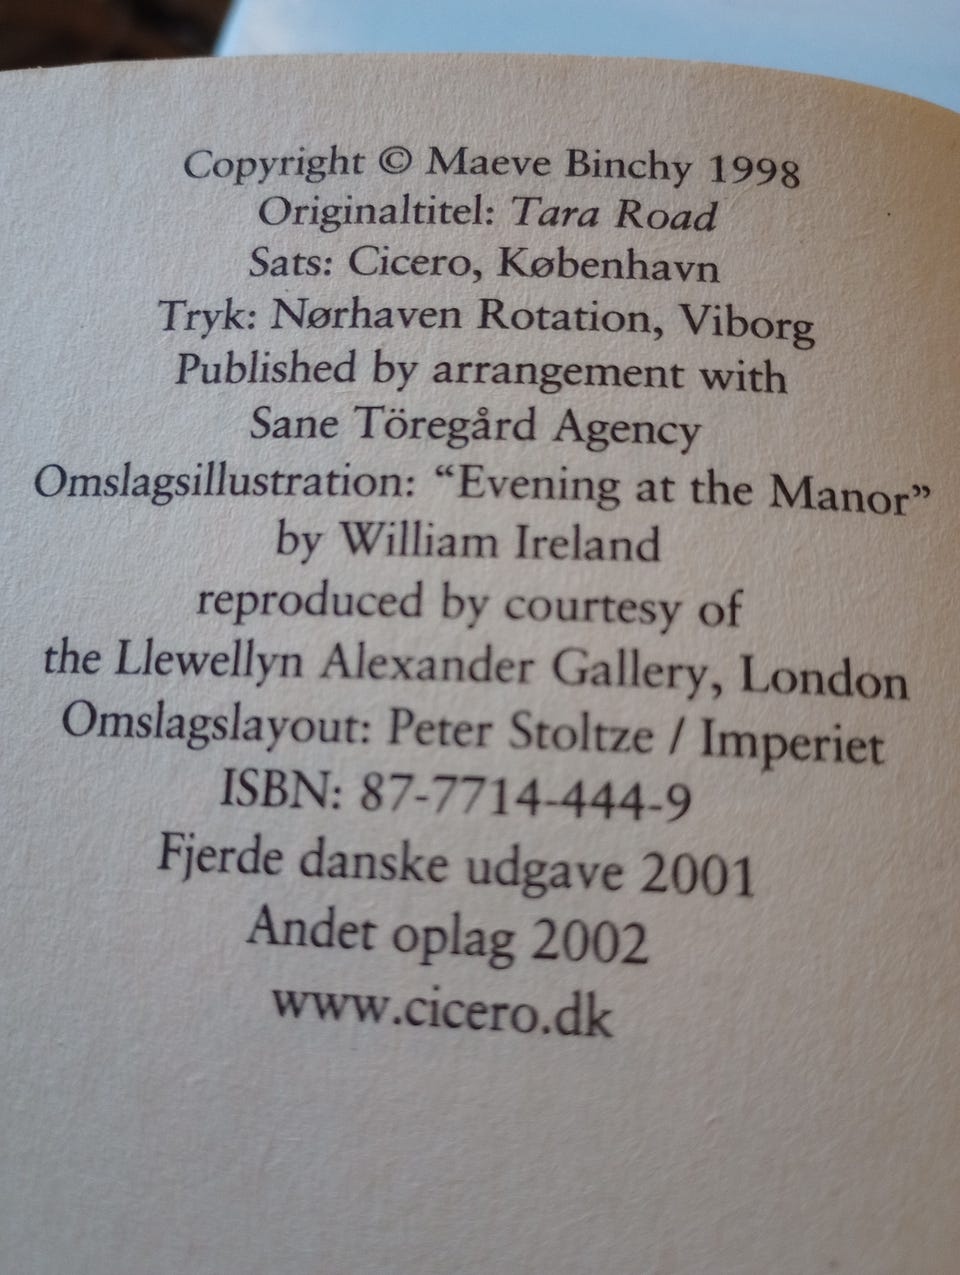 Copyright © Maeve Binchy 1998
Originaltitel: Tara Road
Sats: Cicero, København
Tryk: Nørhaven Rotation, Viborg
Published by arrangement with
Sane Töregård Agency
Omslagsillustration: “Evening at the Manor”
by William Ireland
reproduced by courtesy of
the Llewellyn Alexander Gallery, London
Omslagslayout: Peter Stoltze / Imperiet
ISBN: 87-7714-444-9
Fjerde danske udgave 2001
Andet oplag 2002
www.cicero.dk